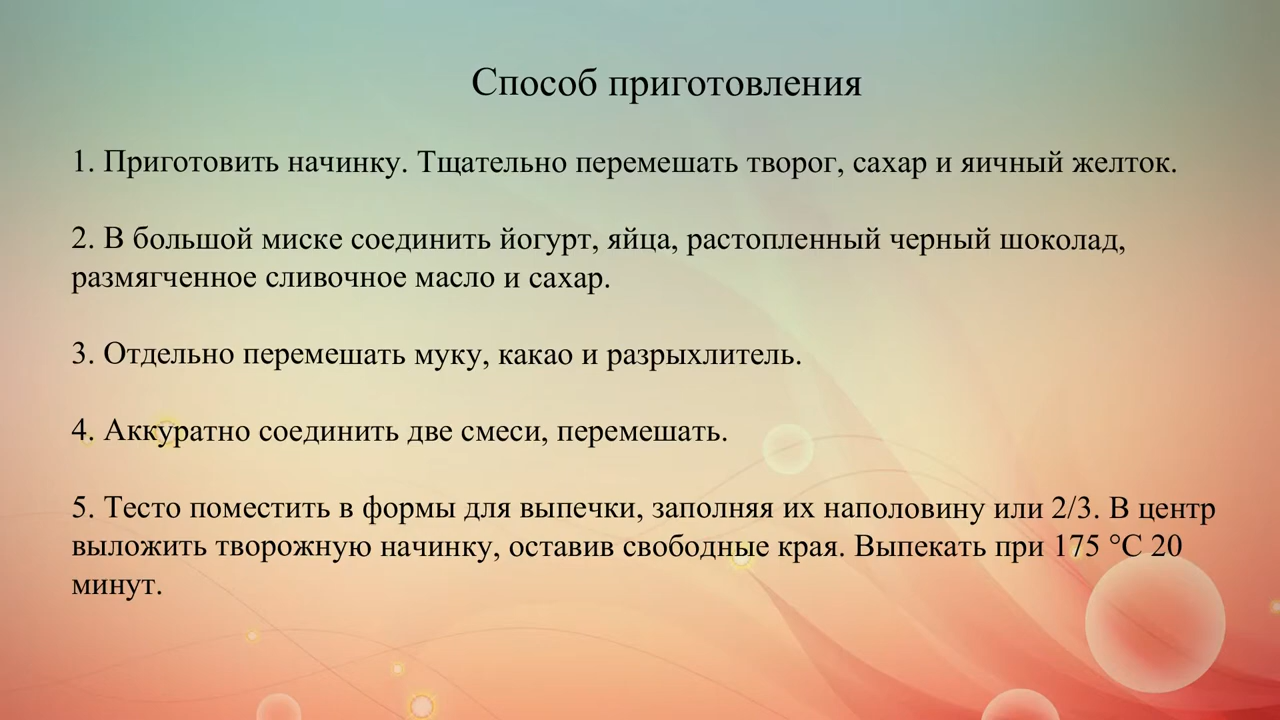 Способ приготовления
1. Приготовить начинку. Тщательно перемешать творог, сахар и яичный желток.
2. В большой миске соединить йогурт, яйца, растопленный черный шоколад,
размягченное сливочное масло и сахар.
3. Отдельно перемешать муку, какао и разрыхлитель.
4. Аккуратно соединить две смеси, перемешать.
5. Тесто поместить в формы для выпечки, заполняя их наполовину или 2/3. В центр
выложить творожную начинку, оставив свободные края. Выпекать при 175 °С 20
минут.